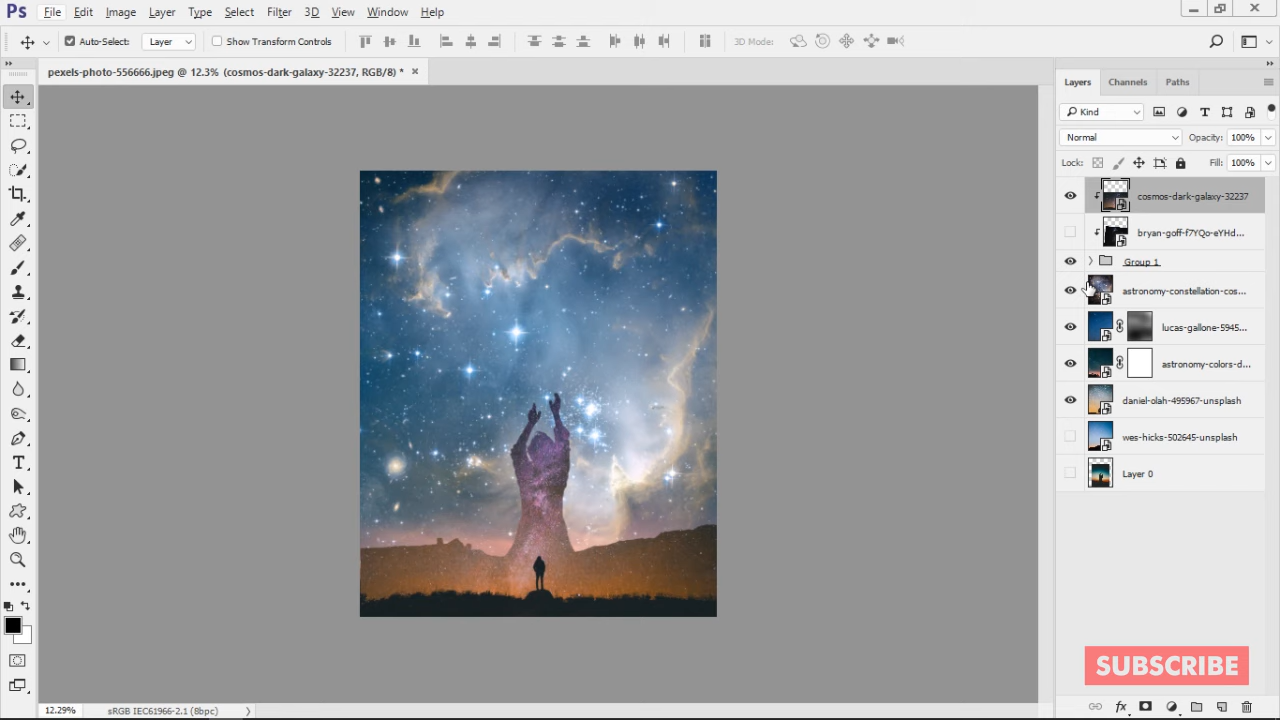 Ps File Edit Image Layer Type Select Filter 3D View Window Help
Auto-Select: Layer Show Transform Controls 3D Mode:
pexels-photo-556666.jpeg @ 12.3% (cosmos-dark-galaxy-32237, RGB/8) *
Layers Channels Paths
Kind
Normal Opacity: 100%
Lock: Fill: 100%
cosmos-dark-galaxy-32237
bryan-goff-f7YQo-eYHd...
Group 1
astronomy-constellation-cos...
lucas-gallone-5945...
astronomy-colors-d...
daniel-olah-495967-unsplash
wes-hicks-502645-unsplash
Layer 0
SUBSCRIBE
12.29% sRGB IEC61966-2.1 (8bpc)